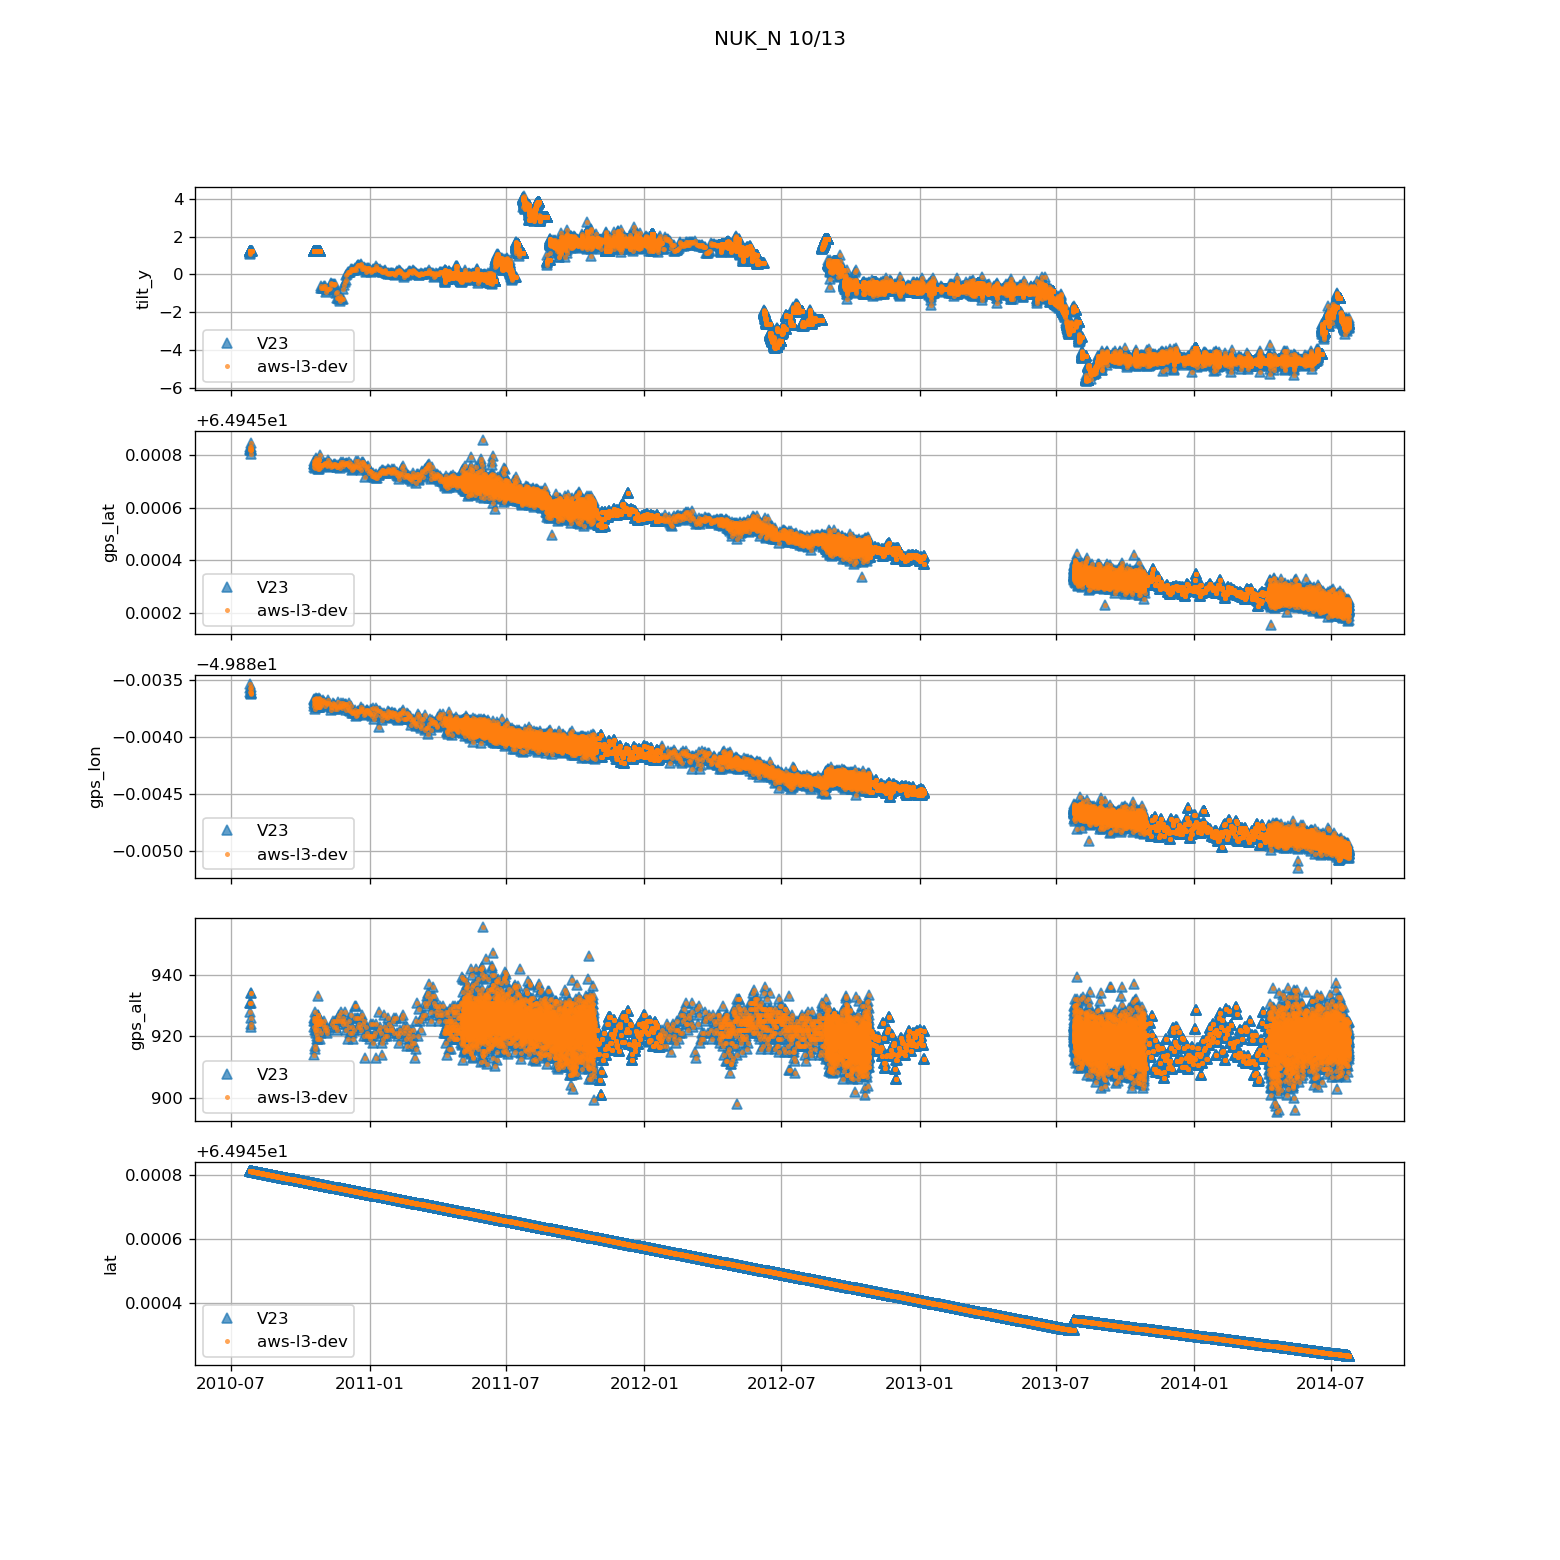 NUK_N 10/13
4
2
0
−2
−4
−6
tilt_y
V23
aws-l3-dev
+6.4945e1
0.0008
0.0006
0.0004
0.0002
gps_lat
V23
aws-l3-dev
−4.988e1
−0.0035
−0.0040
−0.0045
−0.0050
gps_lon
V23
aws-l3-dev
940
920
900
gps_alt
V23
aws-l3-dev
+6.4945e1
0.0008
0.0006
0.0004
lat
V23
aws-l3-dev
2010-07 2011-01 2011-07 2012-01 2012-07 2013-01 2013-07 2014-01 2014-07